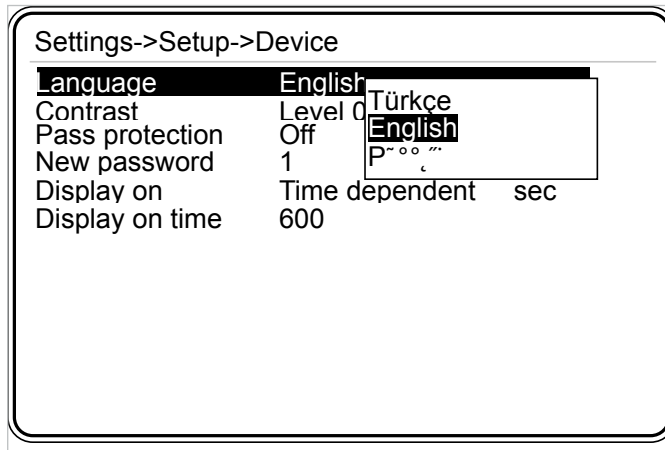 Settings->Setup->Device
Language English
Contrast Level 0
Pass protection Off
New password 1
Display on Time dependent sec
Display on time 600
Türkçe
English